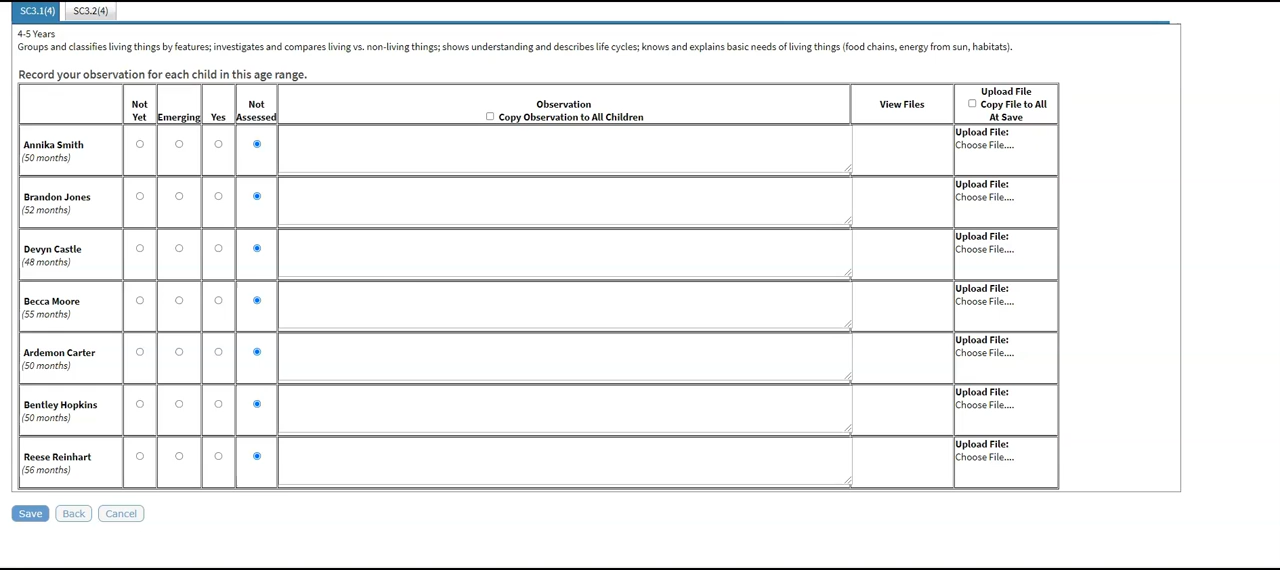 SC3.1(4) SC3.2(4)
4-5 Years
Groups and classifies living things by features; investigates and compares living vs. non-living things; shows understanding and describes life cycles; knows and explains basic needs of living things (food chains, energy from sun, habitats).
Record your observation for each child in this age range.
Not Yet Emerging Yes Not Assessed Observation Copy Observation to All Children View Files Upload File Copy File to All At Save
Annika Smith Upload File:
(50 months) Choose File....
Brandon Jones Upload File:
(52 months) Choose File....
Devyn Castle Upload File:
(48 months) Choose File....
Becca Moore Upload File:
(55 months) Choose File....
Ardemon Carter Upload File:
(50 months) Choose File....
Bentley Hopkins Upload File:
(50 months) Choose File....
Reese Reinhart Upload File:
(56 months) Choose File....
Save Back Cancel